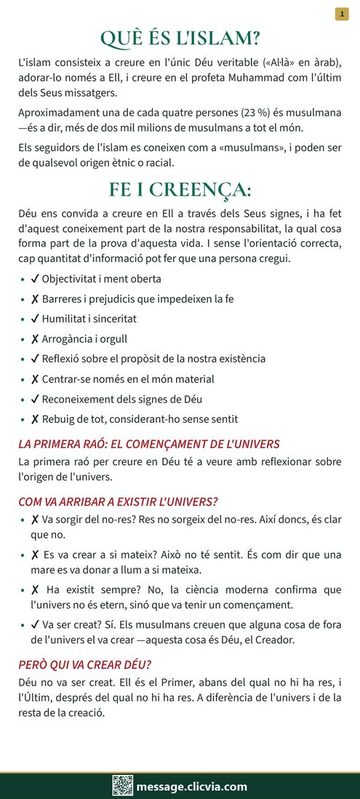 1
QUÈ ÉS L'ISLAM?
L'islam consisteix a creure en l'únic Déu veritable («Al·là» en àrab),
adorar-lo només a Ell, i creure en el profeta Muhammad com l'últim
dels Seus missatgers.
Aproximadament una de cada quatre persones (23 %) és musulmana
—és a dir, més de dos mil milions de musulmans a tot el món.
Els seguidors de l'islam es coneixen com a «musulmans», i poden ser
de qualsevol origen ètnic o racial.
FE I CREENÇA:
Déu ens convida a creure en Ell a través dels Seus signes, i ha fet
d'aquest coneixement part de la nostra responsabilitat, la qual cosa
forma part de la prova d'aquesta vida. I sense l'orientació correcta,
cap quantitat d'informació pot fer que una persona cregui.
• ✓ Objectivitat i ment oberta
• ✗ Barreres i prejudicis que impedeixen la fe
• ✓ Humilitat i sinceritat
• ✗ Arrogància i orgull
• ✓ Reflexió sobre el propòsit de la nostra existència
• ✗ Centrar-se només en el món material
• ✓ Reconeixement dels signes de Déu
• ✗ Rebuig de tot, considerant-ho sense sentit
LA PRIMERA RAÓ: EL COMENÇAMENT DE L'UNIVERS
La primera raó per creure en Déu té a veure amb reflexionar sobre
l'origen de l'univers.
COM VA ARRIBAR A EXISTIR L'UNIVERS?
• ✗ Va sorgir del no-res? Res no sorgeix del no-res. Així doncs, és clar
que no.
• ✗ Es va crear a si mateix? Això no té sentit. És com dir que una
mare es va donar a llum a si mateixa.
• ✗ Ha existit sempre? No, la ciència moderna confirma que
l'univers no és etern, sinó que va tenir un començament.
• ✓ Va ser creat? Sí. Els musulmans creuen que alguna cosa de fora
de l'univers el va crear —aquesta cosa és Déu, el Creador.
PERÒ QUI VA CREAR DÉU?
Déu no va ser creat. Ell és el Primer, abans del qual no hi ha res, i
l'Últim, després del qual no hi ha res. A diferència de l'univers i de la
resta de la creació.
message.clicvia.com